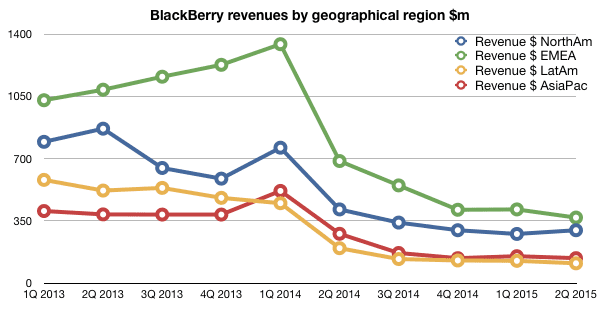 BlackBerry revenues by geographical region $m
1400
Revenue $ NorthAm
Revenue $ EMEA
Revenue $ LatAm
Revenue $ AsiaPac
1050
700
350
0
1Q 2013 2Q 2013 3Q 2013 4Q 2013 1Q 2014 2Q 2014 3Q 2014 4Q 2014 1Q 2015 2Q 2015